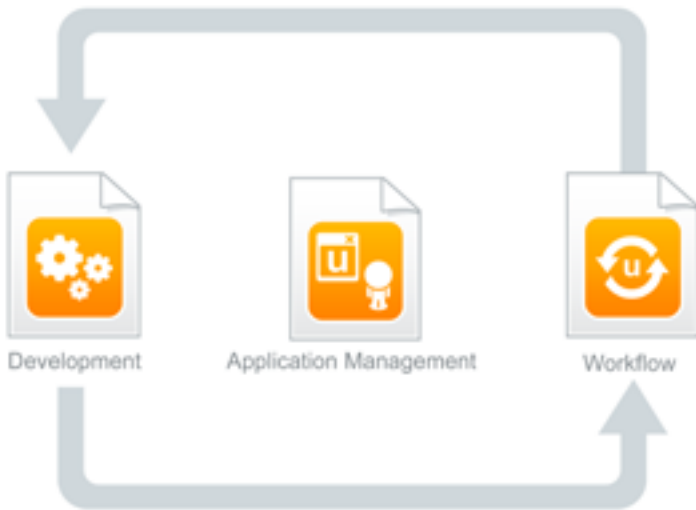 u
u
Development
Application Management
Workflow